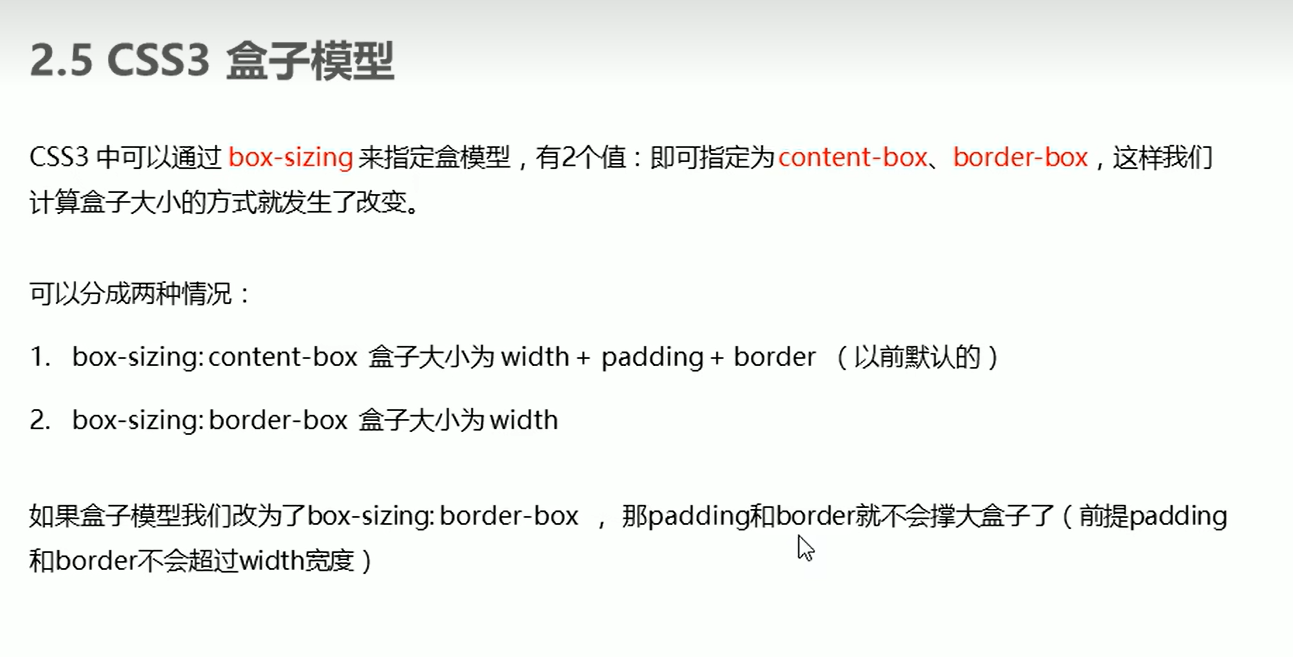 2.5 CSS3 盒子模型
CSS3 中可以通过 box-sizing 来指定盒模型，有2个值：即可指定为content-box、border-box，这样我们
计算盒子大小的方式就发生了改变。
可以分成两种情况：
1. box-sizing: content-box 盒子大小为 width + padding + border （以前默认的）
2. box-sizing: border-box 盒子大小为 width
如果盒子模型我们改为了box-sizing: border-box ， 那padding和border就不会撑大盒子了（前提padding
和border不会超过width宽度）